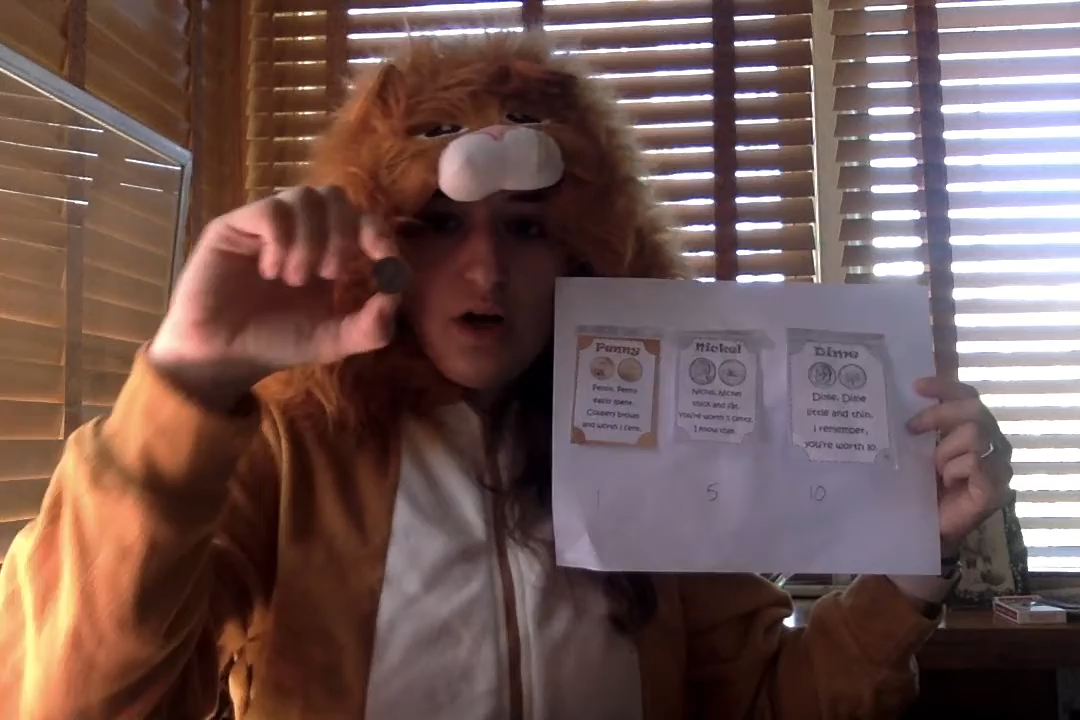 Penny
Penny, Penny
easily spent.
Copper brown
and worth 1 cent.
Nickel
Nickel, Nickel
thick and fat.
You're worth 5 cents,
I know that.
Dime
Dime, Dime
little and thin.
I remember,
you're worth 10
1
5
10